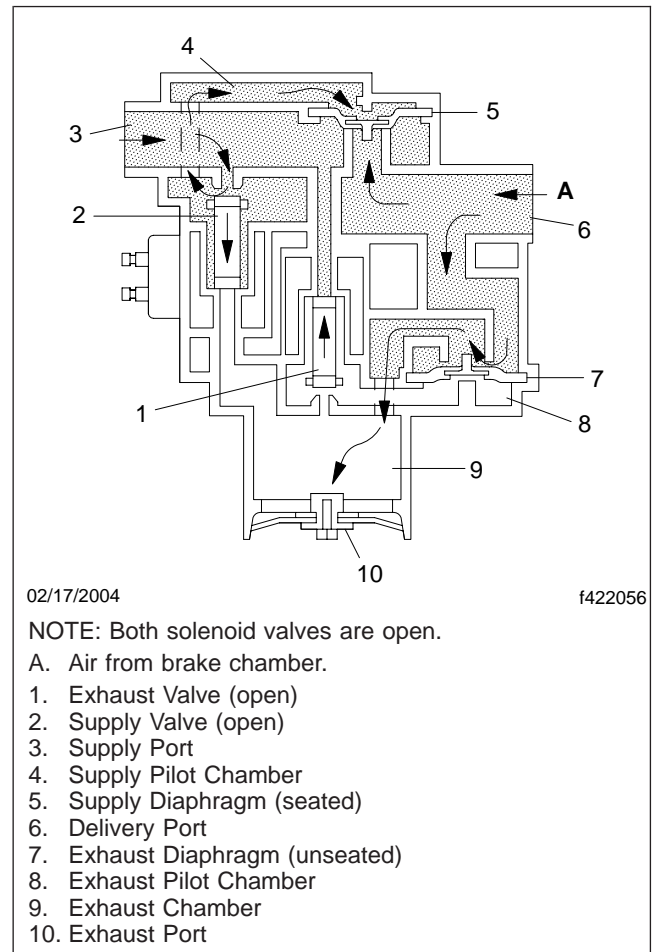 4
3
5
A
6
2
7
1
8
9
10
02/17/2004
f422056
NOTE: Both solenoid valves are open.
A. Air from brake chamber.
1. Exhaust Valve (open)
2. Supply Valve (open)
3. Supply Port
4. Supply Pilot Chamber
5. Supply Diaphragm (seated)
6. Delivery Port
7. Exhaust Diaphragm (unseated)
8. Exhaust Pilot Chamber
9. Exhaust Chamber
10. Exhaust Port